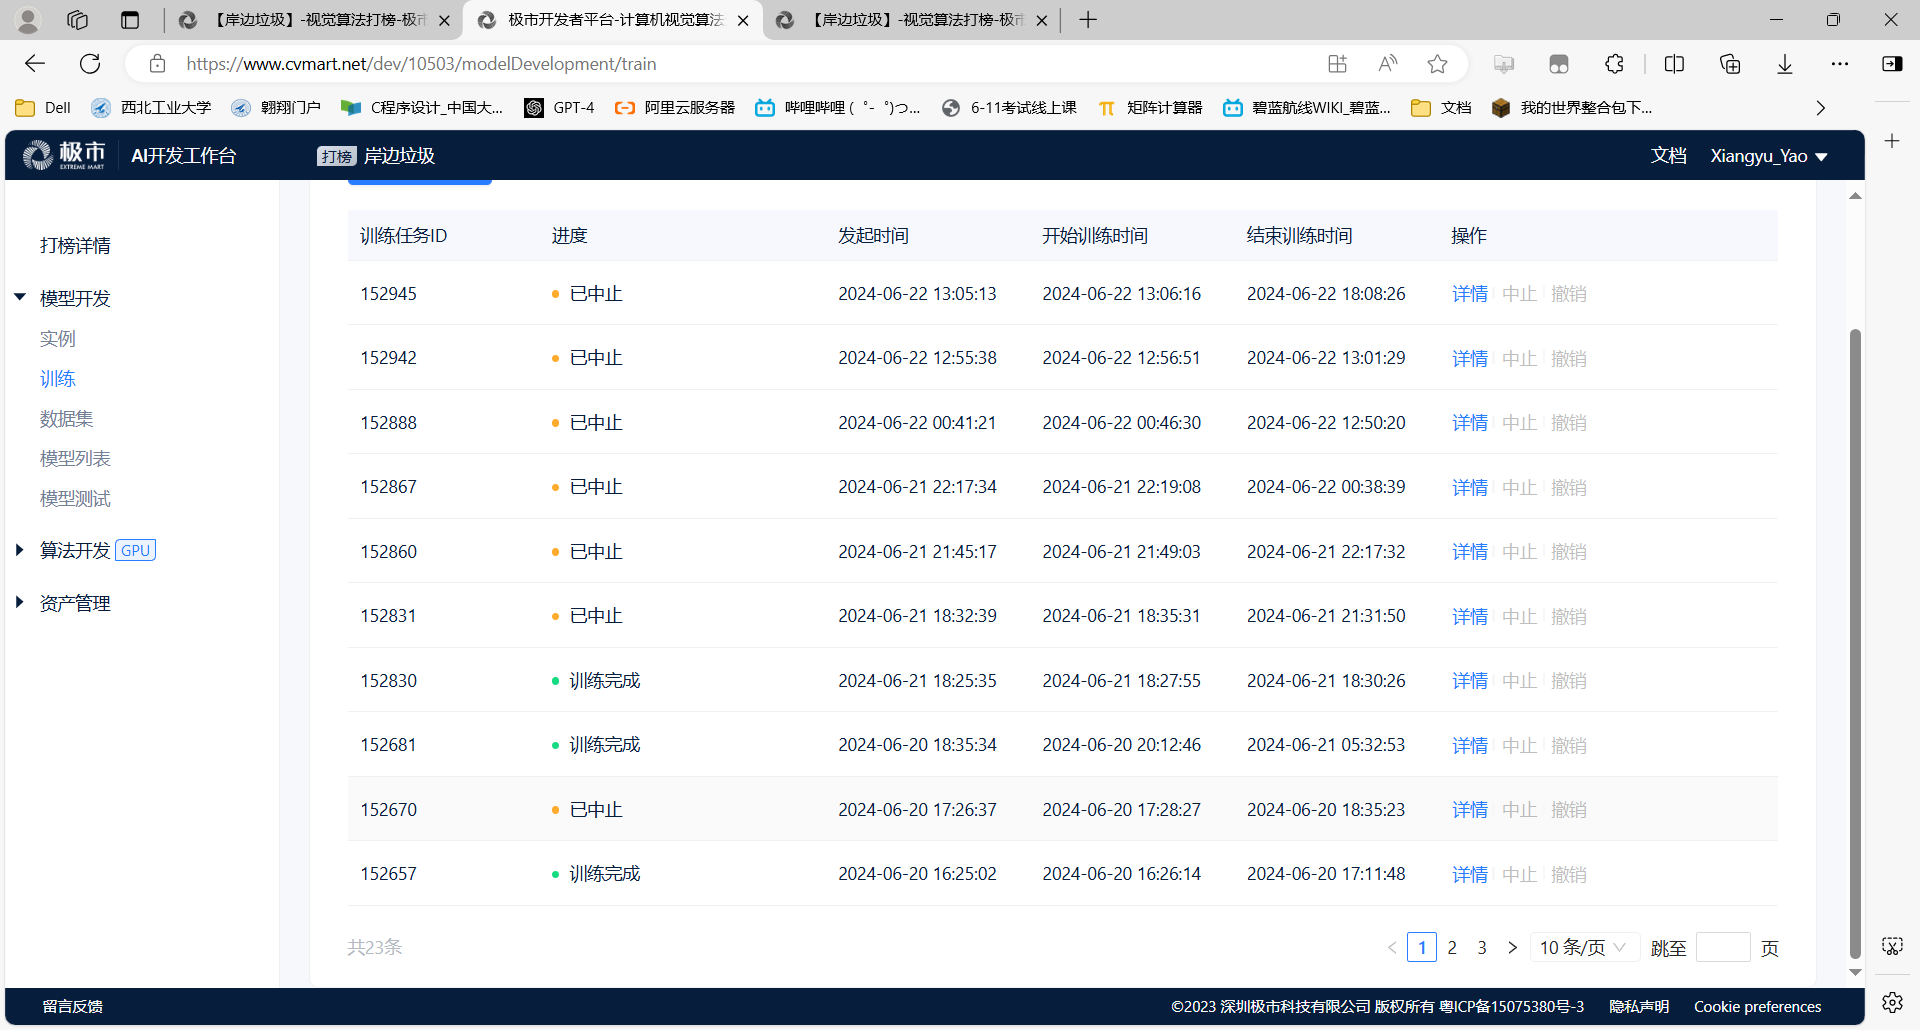 【岸边垃圾】-视觉算法打榜-极市
极市开发者平台-计算机视觉算法
【岸边垃圾】-视觉算法打榜-极市
https://www.cvmart.net/dev/10503/modelDevelopment/train
Dell
西北工业大学
翱翔门户
C程序设计_中国大...
GPT-4
阿里云服务器
哔哩哔哩 ( ゜- ゜)つ...
6-11考试线上课
矩阵计算器
碧蓝航线WIKI_碧蓝...
文档
我的世界整合包下...
极市 EXTREME MART
AI开发工作台
打榜 岸边垃圾
文档
Xiangyu_Yao
打榜详情
模型开发
实例
训练
数据集
模型列表
模型测试
算法开发 GPU
资产管理
训练任务ID 进度 发起时间 开始训练时间 结束训练时间 操作
152945 已中止 2024-06-22 13:05:13 2024-06-22 13:06:16 2024-06-22 18:08:26 详情 中止 撤销
152942 已中止 2024-06-22 12:55:38 2024-06-22 12:56:51 2024-06-22 13:01:29 详情 中止 撤销
152888 已中止 2024-06-22 00:41:21 2024-06-22 00:46:30 2024-06-22 12:50:20 详情 中止 撤销
152867 已中止 2024-06-21 22:17:34 2024-06-21 22:19:08 2024-06-22 00:38:39 详情 中止 撤销
152860 已中止 2024-06-21 21:45:17 2024-06-21 21:49:03 2024-06-21 22:17:32 详情 中止 撤销
152831 已中止 2024-06-21 18:32:39 2024-06-21 18:35:31 2024-06-21 21:31:50 详情 中止 撤销
152830 训练完成 2024-06-21 18:25:35 2024-06-21 18:27:55 2024-06-21 18:30:26 详情 中止 撤销
152681 训练完成 2024-06-20 18:35:34 2024-06-20 20:12:46 2024-06-21 05:32:53 详情 中止 撤销
152670 已中止 2024-06-20 17:26:37 2024-06-20 17:28:27 2024-06-20 18:35:23 详情 中止 撤销
152657 训练完成 2024-06-20 16:25:02 2024-06-20 16:26:14 2024-06-20 17:11:48 详情 中止 撤销
共23条
1 2 3 10 条/页 跳至 页
留言反馈
©2023 深圳极市科技有限公司 版权所有 粤ICP备15075380号-3 隐私声明 Cookie preferences